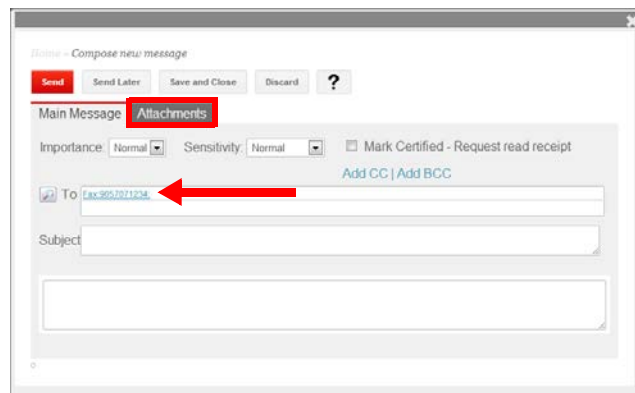 Home - Compose new message
Send Send Later Save and Close Discard ?
Main Message Attachments
Importance: Normal Sensitivity: Normal Mark Certified - Request read receipt
Add CC | Add BCC
To Fax:9057071234;
Subject